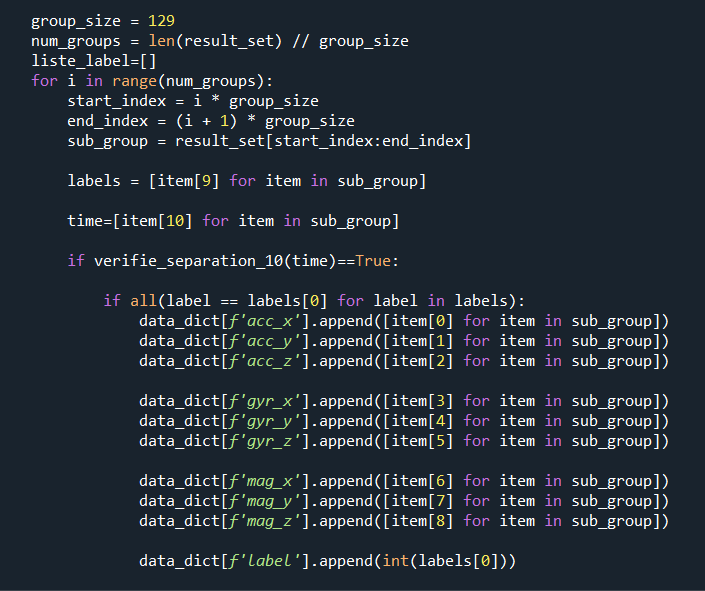 group_size = 129
num_groups = len(result_set) // group_size
liste_label=[]
for i in range(num_groups):
    start_index = i * group_size
    end_index = (i + 1) * group_size
    sub_group = result_set[start_index:end_index]
    labels = [item[9] for item in sub_group]
    time=[item[10] for item in sub_group]
    if verifie_separation_10(time)==True:
        if all(label == labels[0] for label in labels):
            data_dict[f'acc_x'].append([item[0] for item in sub_group])
            data_dict[f'acc_y'].append([item[1] for item in sub_group])
            data_dict[f'acc_z'].append([item[2] for item in sub_group])
            data_dict[f'gyr_x'].append([item[3] for item in sub_group])
            data_dict[f'gyr_y'].append([item[4] for item in sub_group])
            data_dict[f'gyr_z'].append([item[5] for item in sub_group])
            data_dict[f'mag_x'].append([item[6] for item in sub_group])
            data_dict[f'mag_y'].append([item[7] for item in sub_group])
            data_dict[f'mag_z'].append([item[8] for item in sub_group])
            data_dict[f'label'].append(int(labels[0]))